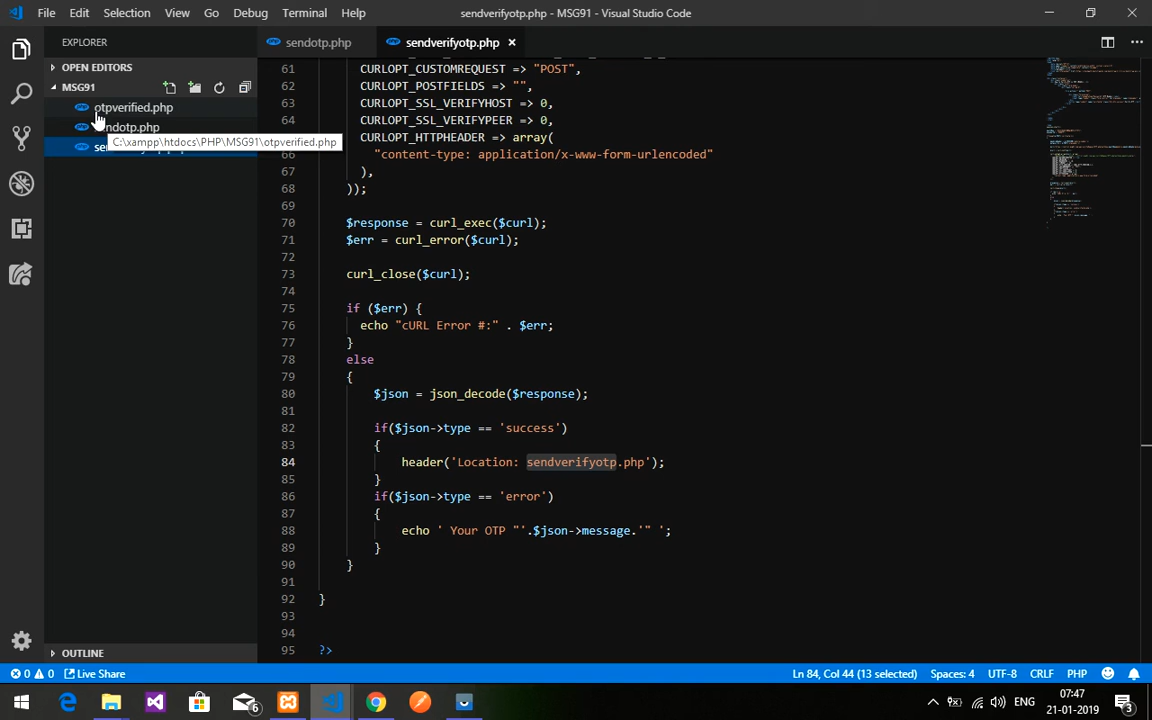 File Edit Selection View Go Debug Terminal Help sendverifyotp.php - MSG91 - Visual Studio Code
EXPLORER
sendotp.php sendverifyotp.php
OPEN EDITORS
MSG91
otpverified.php
endotp.php
C:\xampp\htdocs\PHP\MSG91\otpverified.php
se
OUTLINE
61 CURLOPT_CUSTOMREQUEST => "POST",
62 CURLOPT_POSTFIELDS => "",
63 CURLOPT_SSL_VERIFYHOST => 0,
64 CURLOPT_SSL_VERIFYPEER => 0,
CURLOPT_HTTPHEADER => array(
66 "content-type: application/x-www-form-urlencoded"
67 ),
68 ));
69
70 $response = curl_exec($curl);
71 $err = curl_error($curl);
72
73 curl_close($curl);
74
75 if ($err) {
76 echo "cURL Error #:" . $err;
77 }
78 else
79 {
80 $json = json_decode($response);
81
82 if($json->type == 'success')
83 {
84 header('Location: sendverifyotp.php');
85 }
86 if($json->type == 'error')
87 {
88 echo ' Your OTP "'.$json->message.'" ';
89 }
90 }
91
92 }
93
94
95 ?>
0 0 Live Share Ln 84, Col 44 (13 selected) Spaces: 4 UTF-8 CRLF PHP
6 ENG 07:47
21-01-2019 3